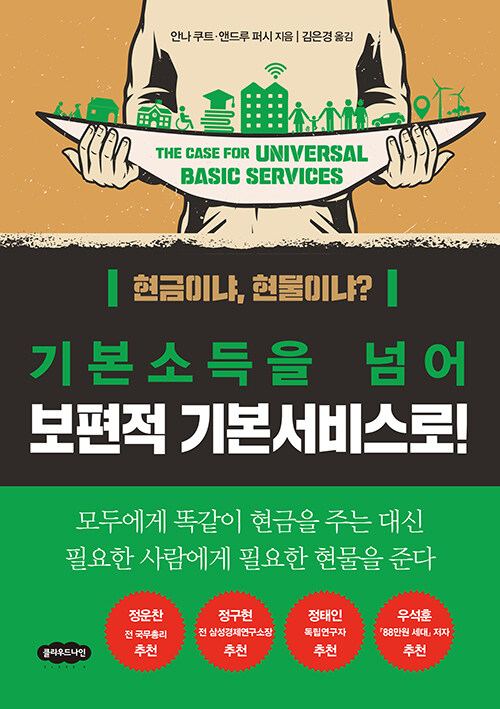 안나 쿠트·앤드루 퍼시 지음 | 김은경 옮김
THE CASE FOR UNIVERSAL
BASIC SERVICES
현금이냐, 현물이냐?
기본소득을 넘어
보편적 기본서비스로!
모두에게 똑같이 현금을 주는 대신
필요한 사람에게 필요한 현물을 준다
정운찬
전 국무총리
추천
정구현
전 삼성경제연구소장
추천
정태인
독립연구자
추천
우석훈
『88만원 세대』 저자
추천
클라우드나인